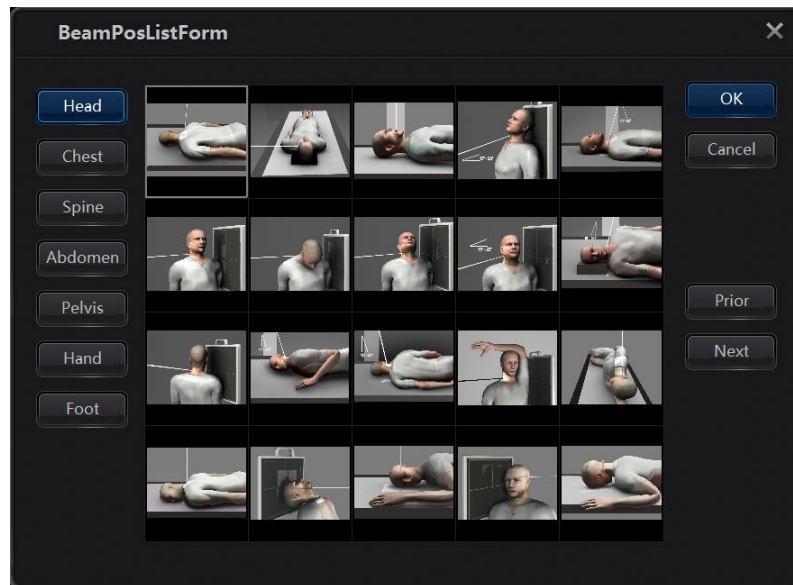 BeamPosListForm
Head
Chest
Spine
Abdomen
Pelvis
Hand
Foot
OK
Cancel
Prior
Next